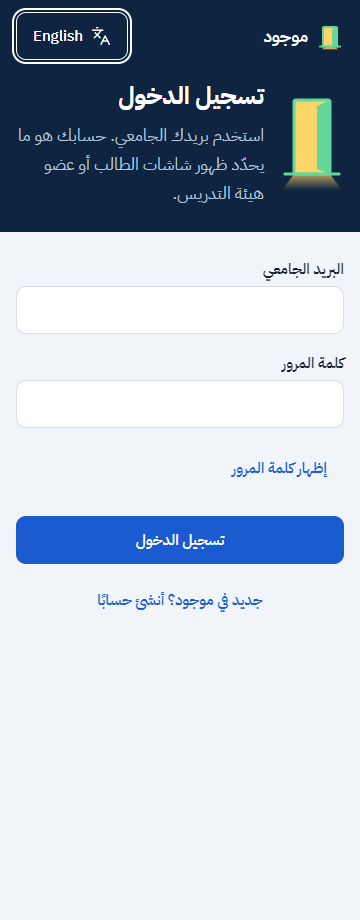 موجود
English
تسجيل الدخول
استخدم بريدك الجامعي. حسابك هو ما
يحدّد ظهور شاشات الطالب أو عضو
هيئة التدريس.
البريد الجامعي
كلمة المرور
إظهار كلمة المرور
تسجيل الدخول
جديد في موجود؟ أنشئ حسابًا